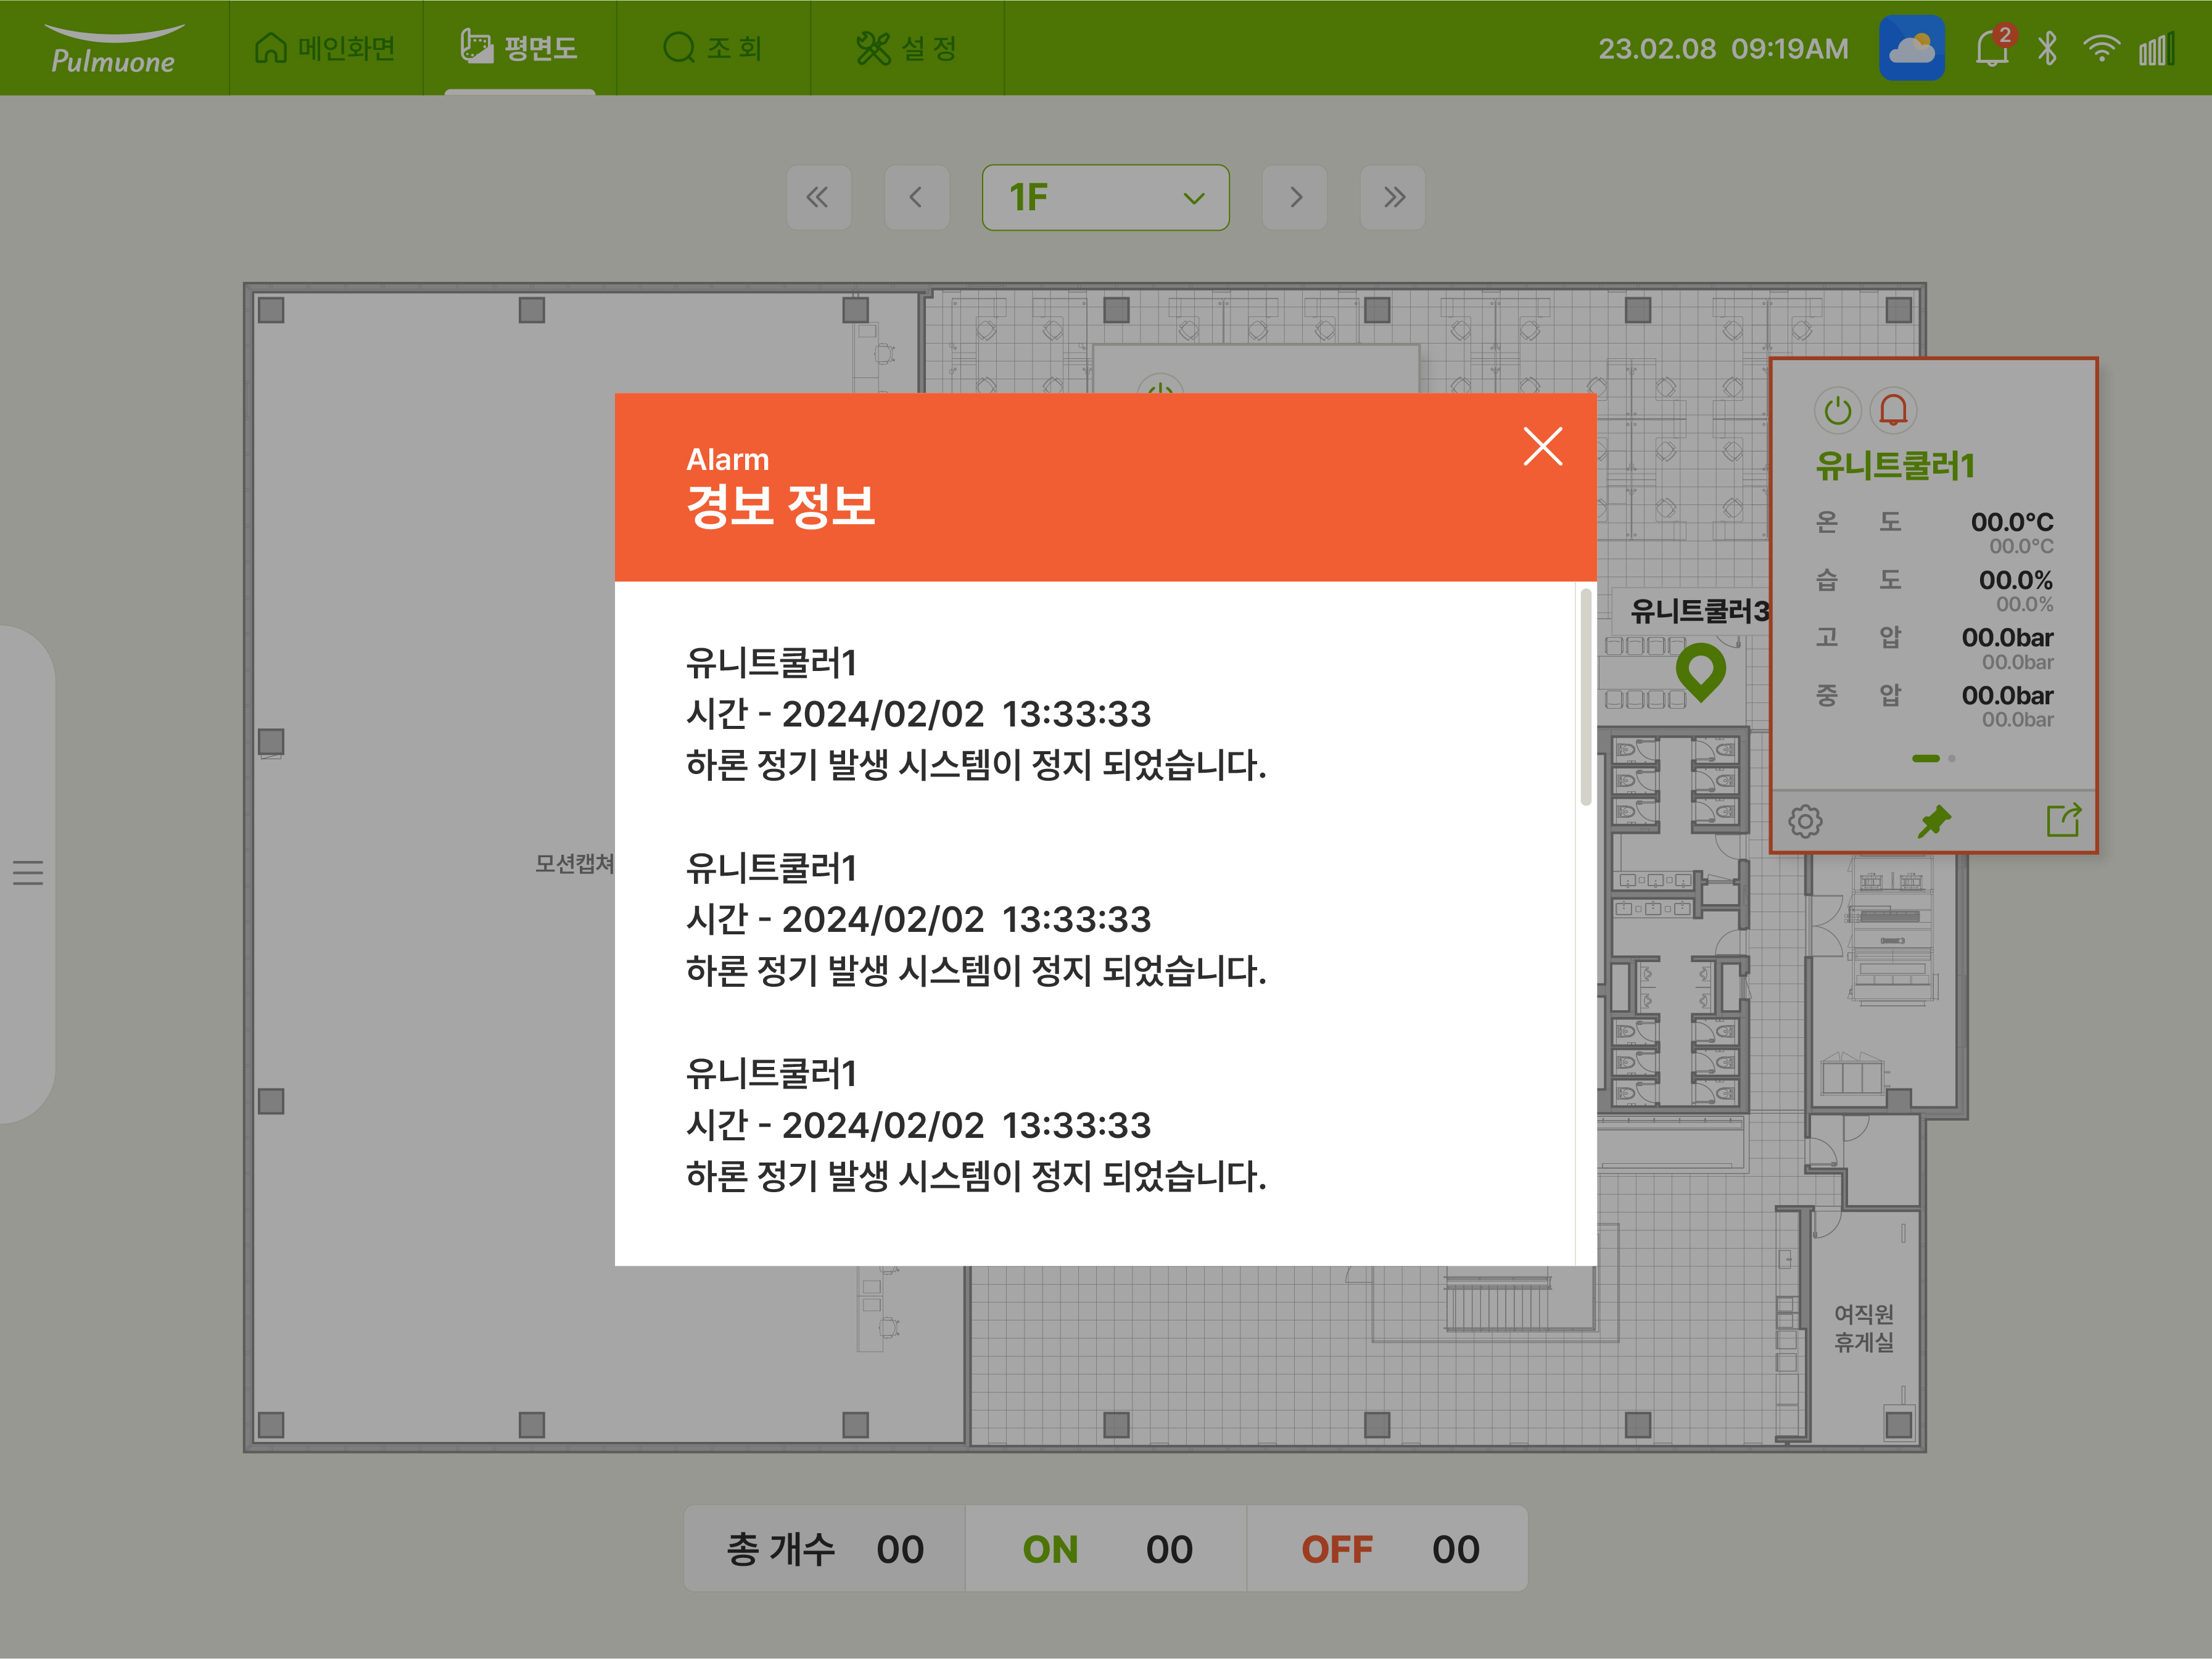 Pulmuone
메인화면
평면도
조 회
설 정
23.02.08 09:19AM
2
1F
Alarm
경보 정보
유니트쿨러1
시간 - 2024/02/02 13:33:33
하론 정기 발생 시스템이 정지 되었습니다.
유니트쿨러1
시간 - 2024/02/02 13:33:33
하론 정기 발생 시스템이 정지 되었습니다.
유니트쿨러1
시간 - 2024/02/02 13:33:33
하론 정기 발생 시스템이 정지 되었습니다.
모션캡쳐
유니트쿨러3
유니트쿨러1
온 도 00.0°C
00.0°C
습 도 00.0%
00.0%
고 압 00.0bar
00.0bar
중 압 00.0bar
00.0bar
여직원
휴게실
총 개수 00 ON 00 OFF 00